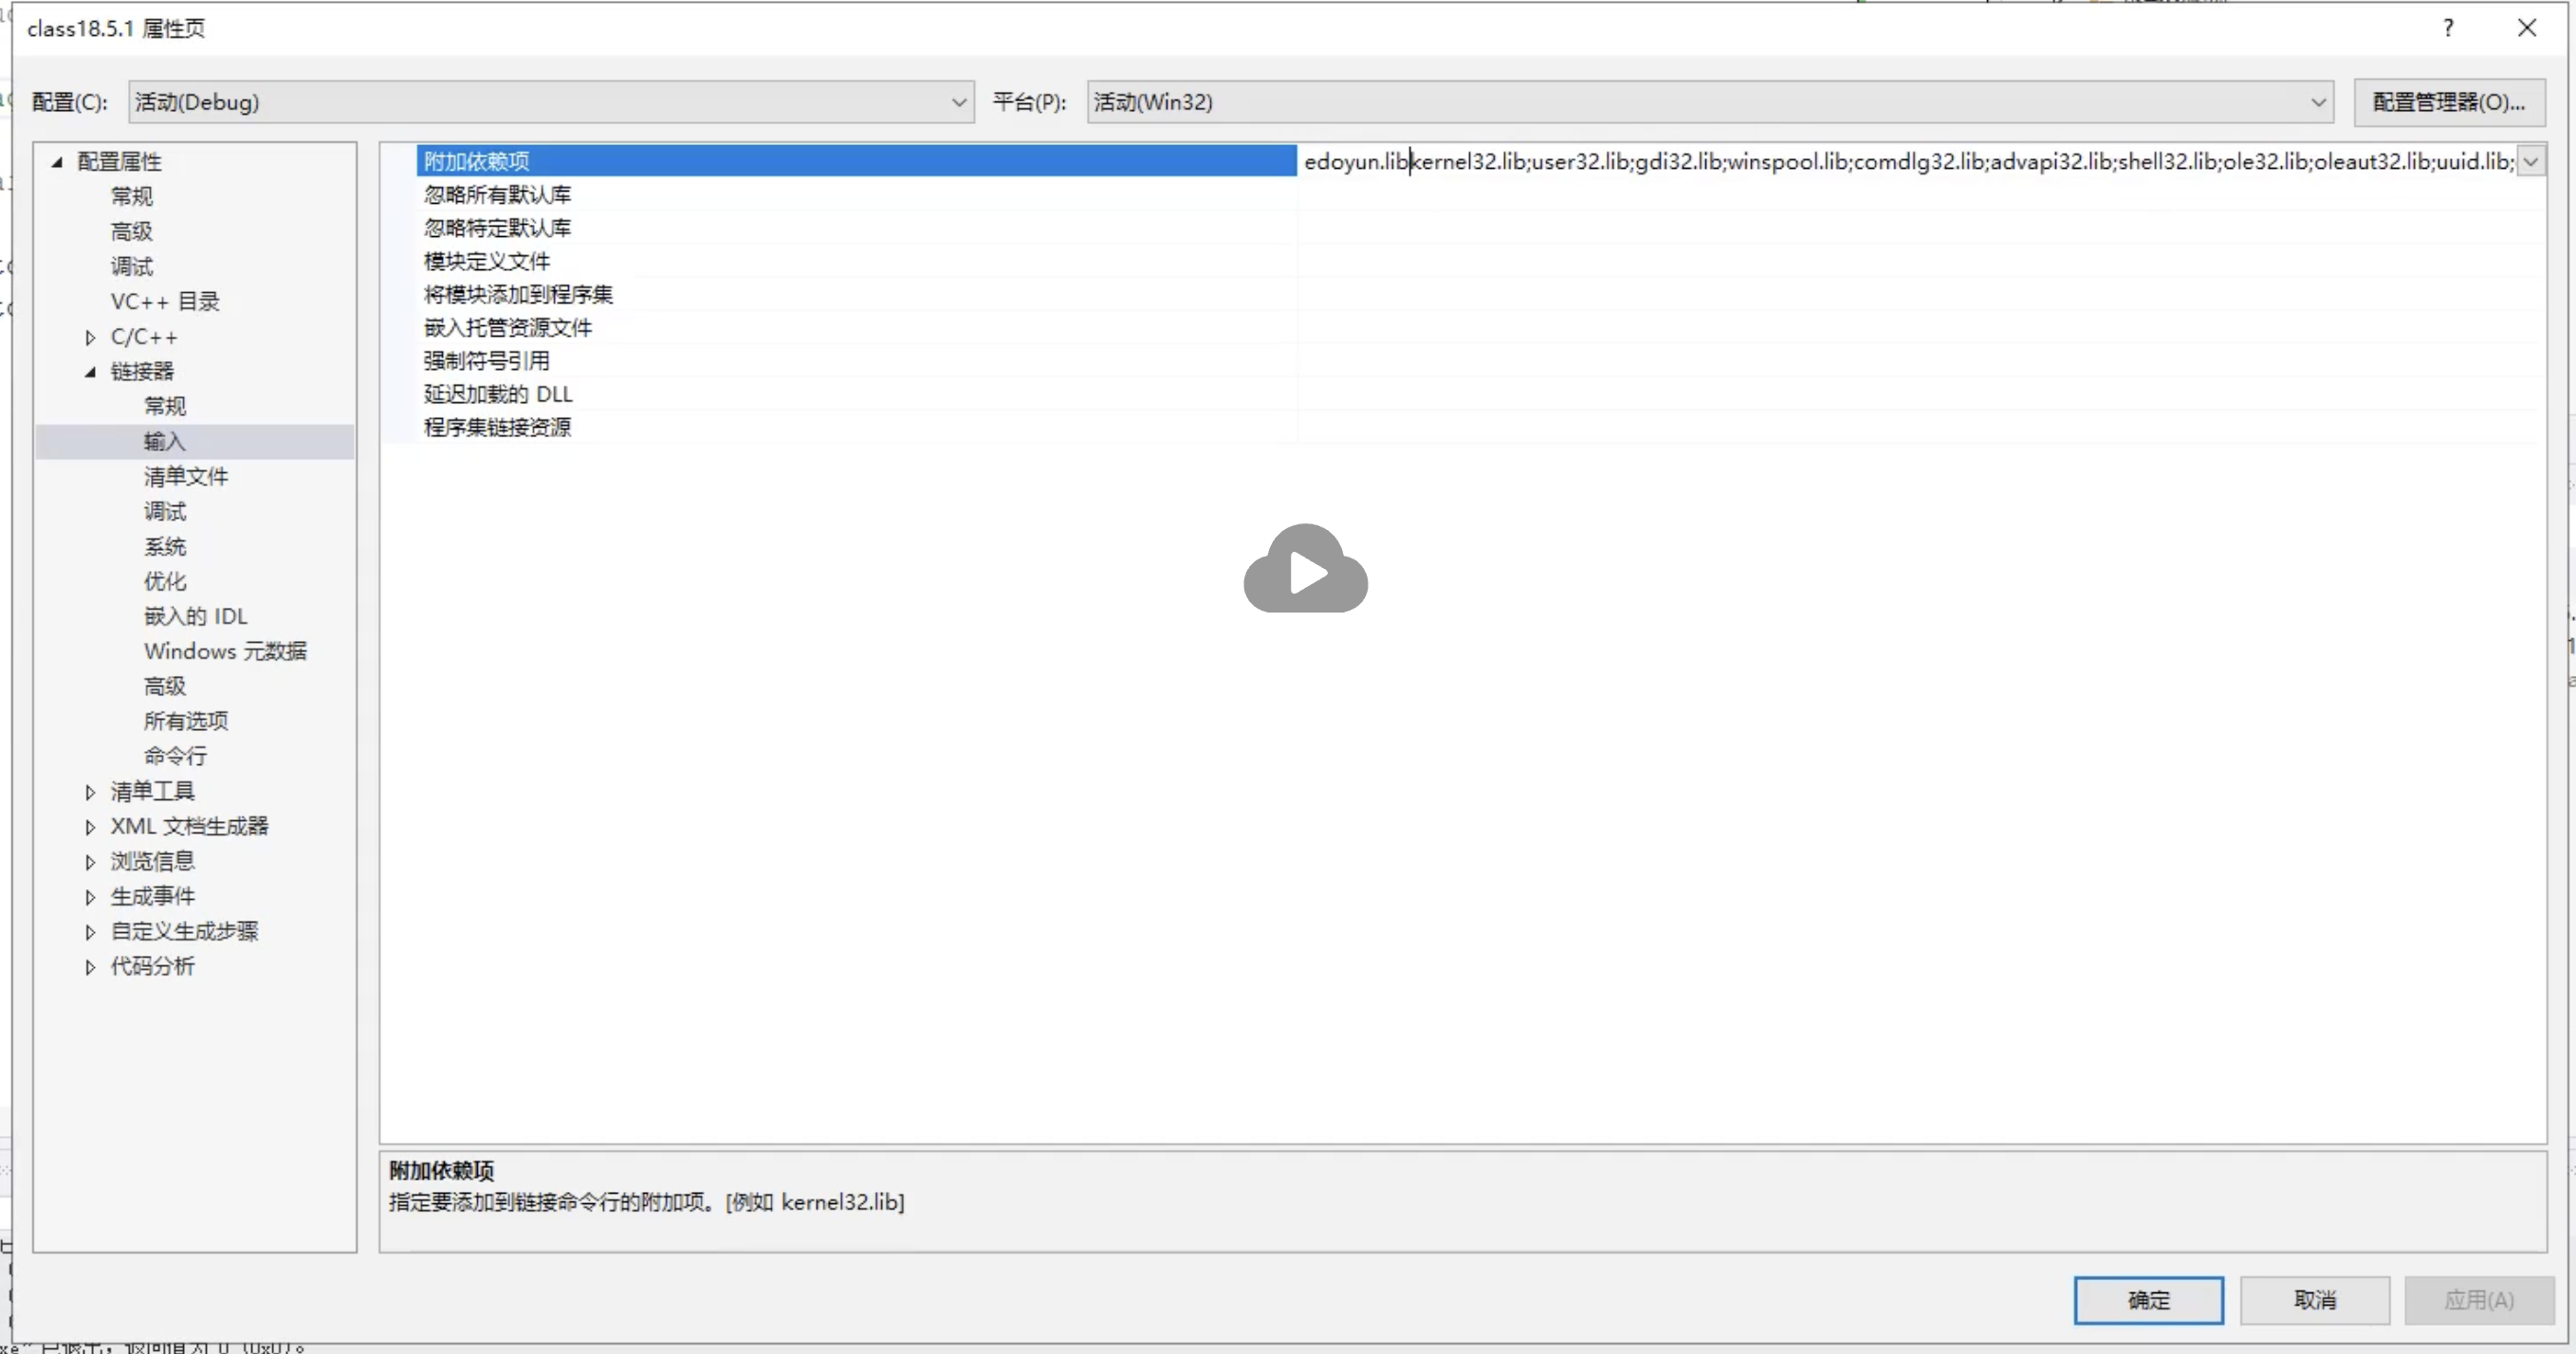 class18.5.1 属性页
配置(C): 活动(Debug) 平台(P): 活动(Win32) 配置管理器(O)...
配置属性
常规
高级
调试
VC++ 目录
C/C++
链接器
常规
输入
清单文件
调试
系统
优化
嵌入的 IDL
Windows 元数据
高级
所有选项
命令行
清单工具
XML 文档生成器
浏览信息
生成事件
自定义生成步骤
代码分析
附加依赖项 edoyun.libkernel32.lib;user32.lib;gdi32.lib;winspool.lib;comdlg32.lib;advapi32.lib;shell32.lib;ole32.lib;oleaut32.lib;uuid.lib;
忽略所有默认库
忽略特定默认库
模块定义文件
将模块添加到程序集
嵌入托管资源文件
强制符号引用
延迟加载的 DLL
程序集链接资源
附加依赖项
指定要添加到链接命令行的附加项。[例如 kernel32.lib]
确定 取消 应用(A)